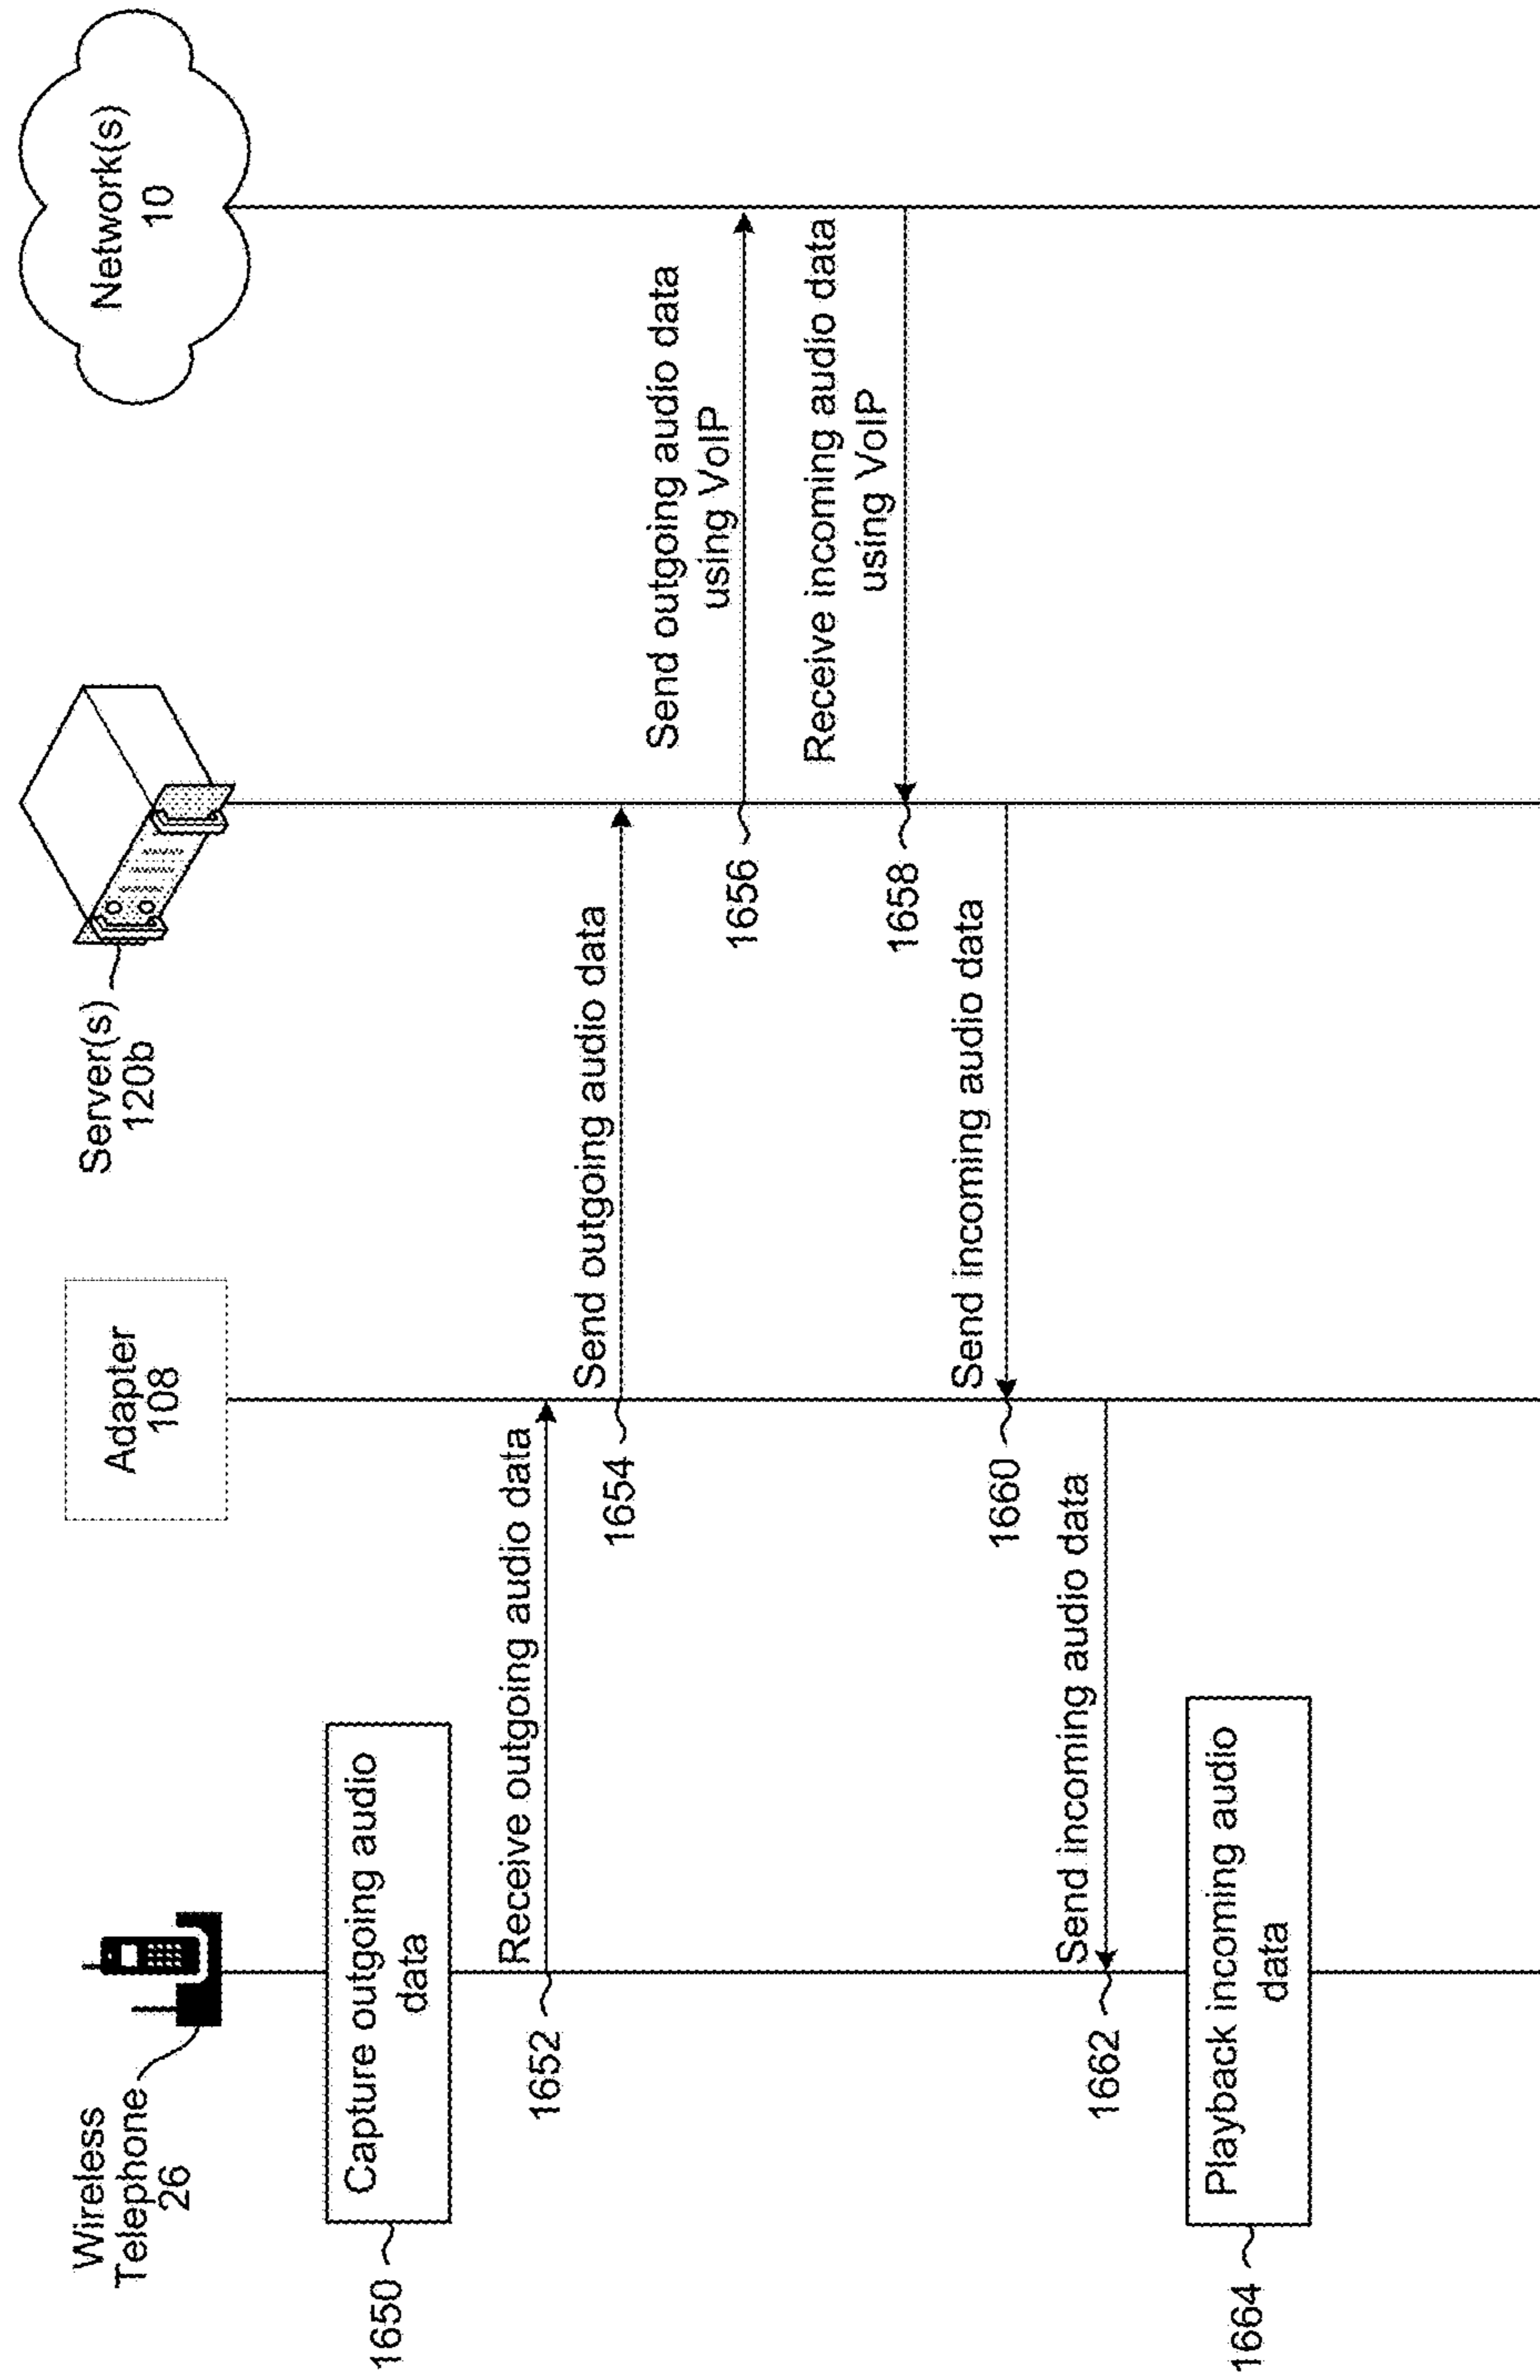 Wireless
Telephone
26
Adapter
108
Server(s)
120b
Network(s)
10
1650
Capture outgoing audio
data
Receive outgoing audio data
1652
Send outgoing audio data
1654
Send outgoing audio data
using VoIP
1656
Receive incoming audio data
using VoIP
1658
Send incoming audio data
1660
Send incoming audio data
1662
1664
Playback incoming audio
data